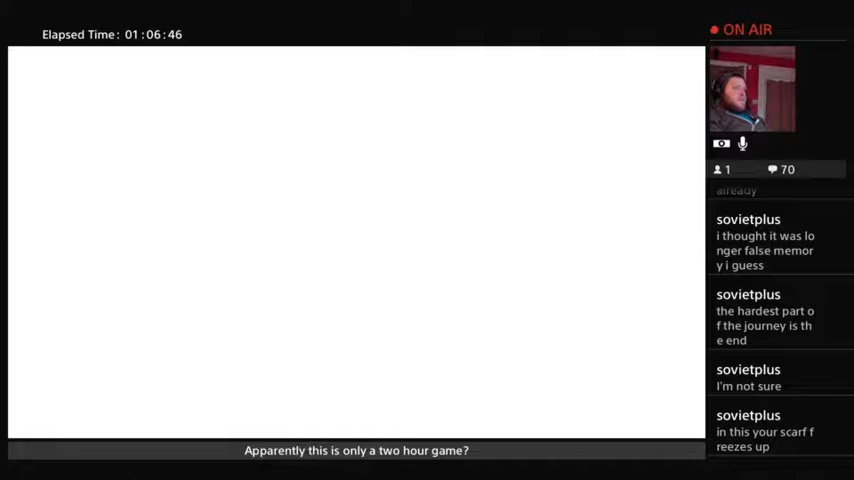 Elapsed Time: 01:06:46
ON AIR
1 70
already
sovietplus
i thought it was lo
nger false memor
y i guess
sovietplus
the hardest part o
f the journey is th
e end
sovietplus
I'm not sure
sovietplus
in this your scarf f
reezes up
Apparently this is only a two hour game?